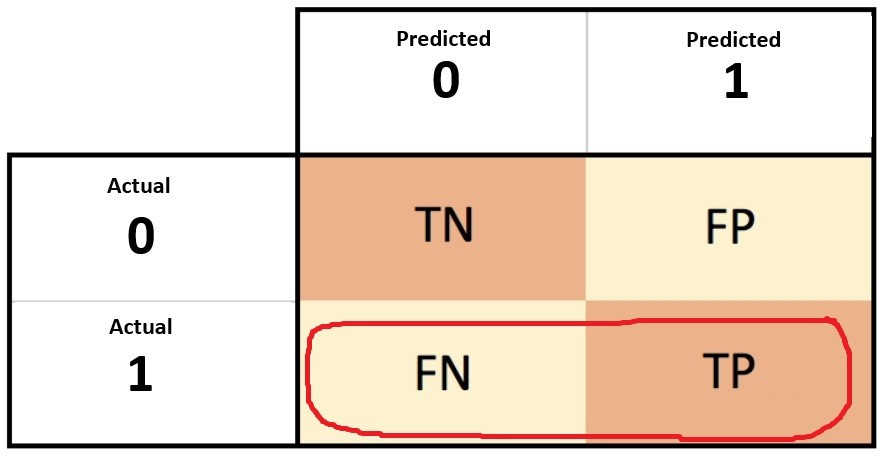 Predicted
0
Predicted
1
Actual
0
TN
FP
Actual
1
FN
TP